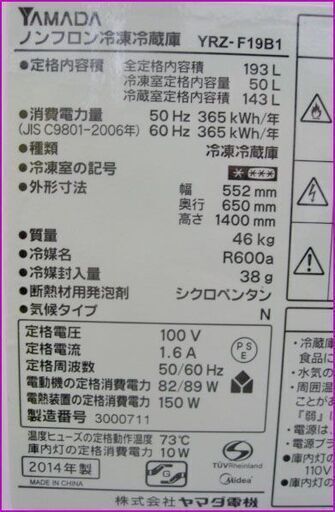 YAMADA
ノンフロン冷凍冷蔵庫 YRZ-F19B1
●定格内容積 全定格内容積 193 L
冷凍室定格内容積 50 L
冷蔵室定格内容積 143 L
●消費電力量 50 Hz 365 kWh/年
(JIS C9801-2006年) 60 Hz 365 kWh/年
●種類 冷凍冷蔵庫
●冷凍室の記号
●外形寸法 幅 552 mm
奥行 650 mm
高さ 1400 mm
●質量 46 kg
●冷媒名 R600a
●冷媒封入量 38 g
●断熱材用発泡剤 シクロペンタン
●気候タイプ N
定格電圧 100 V
定格電流 1.6 A
定格周波数 50/60 Hz
電動機の定格消費電力 82/89 W
電熱装置の定格消費電力 150 W
製造番号 3000711
PSE
温度ヒューズの定格動作温度 73℃
庫内灯の定格消費電力 10 W
2014年製
MADE IN CHINA
TÜVRheinland
Midea
株式会社 ヤマダ電機
・冷蔵庫
食品に
・水気の
・周囲温
ことがあ
「弱」に
・電源は
電源プラ
●庫内灯の
110V